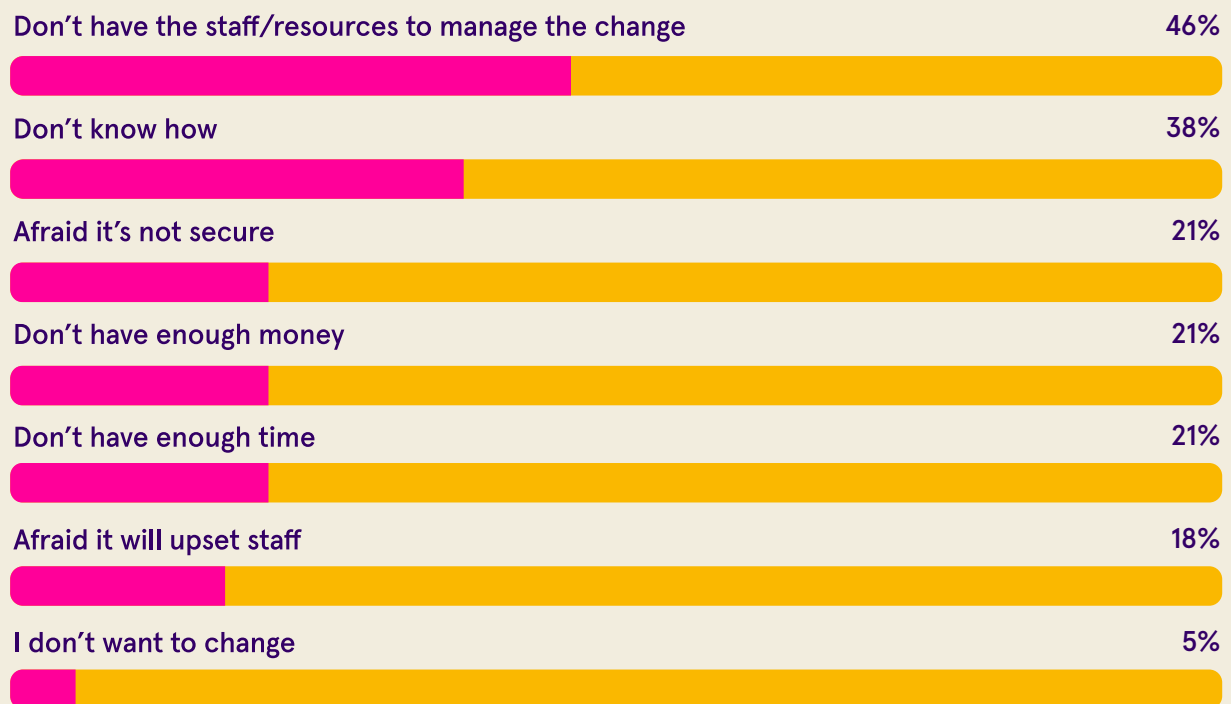 Don't have the staff/resources to manage the change 46%
Don't know how 38%
Afraid it's not secure 21%
Don't have enough money 21%
Don't have enough time 21%
Afraid it will upset staff 18%
I don't want to change 5%